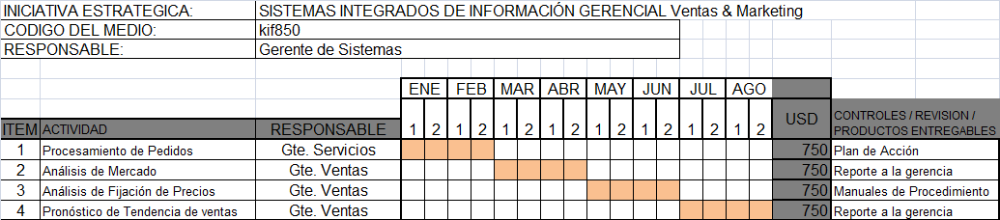 INICIATIVA ESTRATEGICA: SISTEMAS INTEGRADOS DE INFORMACIÓN GERENCIAL Ventas & Marketing
CODIGO DEL MEDIO: kif850
RESPONSABLE: Gerente de Sistemas
ENE FEB MAR ABR MAY JUN JUL AGO
ITEM ACTIVIDAD RESPONSABLE 1 2 1 2 1 2 1 2 1 2 1 2 1 2 1 2 USD CONTROLES / REVISION /
PRODUCTOS ENTREGABLES
1 Procesamiento de Pedidos Gte. Servicios 750 Plan de Acción
2 Análisis de Mercado Gte. Ventas 750 Reporte a la gerencia
3 Análisis de Fijación de Precios Gte. Ventas 750 Manuales de Procedimiento
4 Pronóstico de Tendencia de ventas Gte. Ventas 750 Reporte a la gerencia